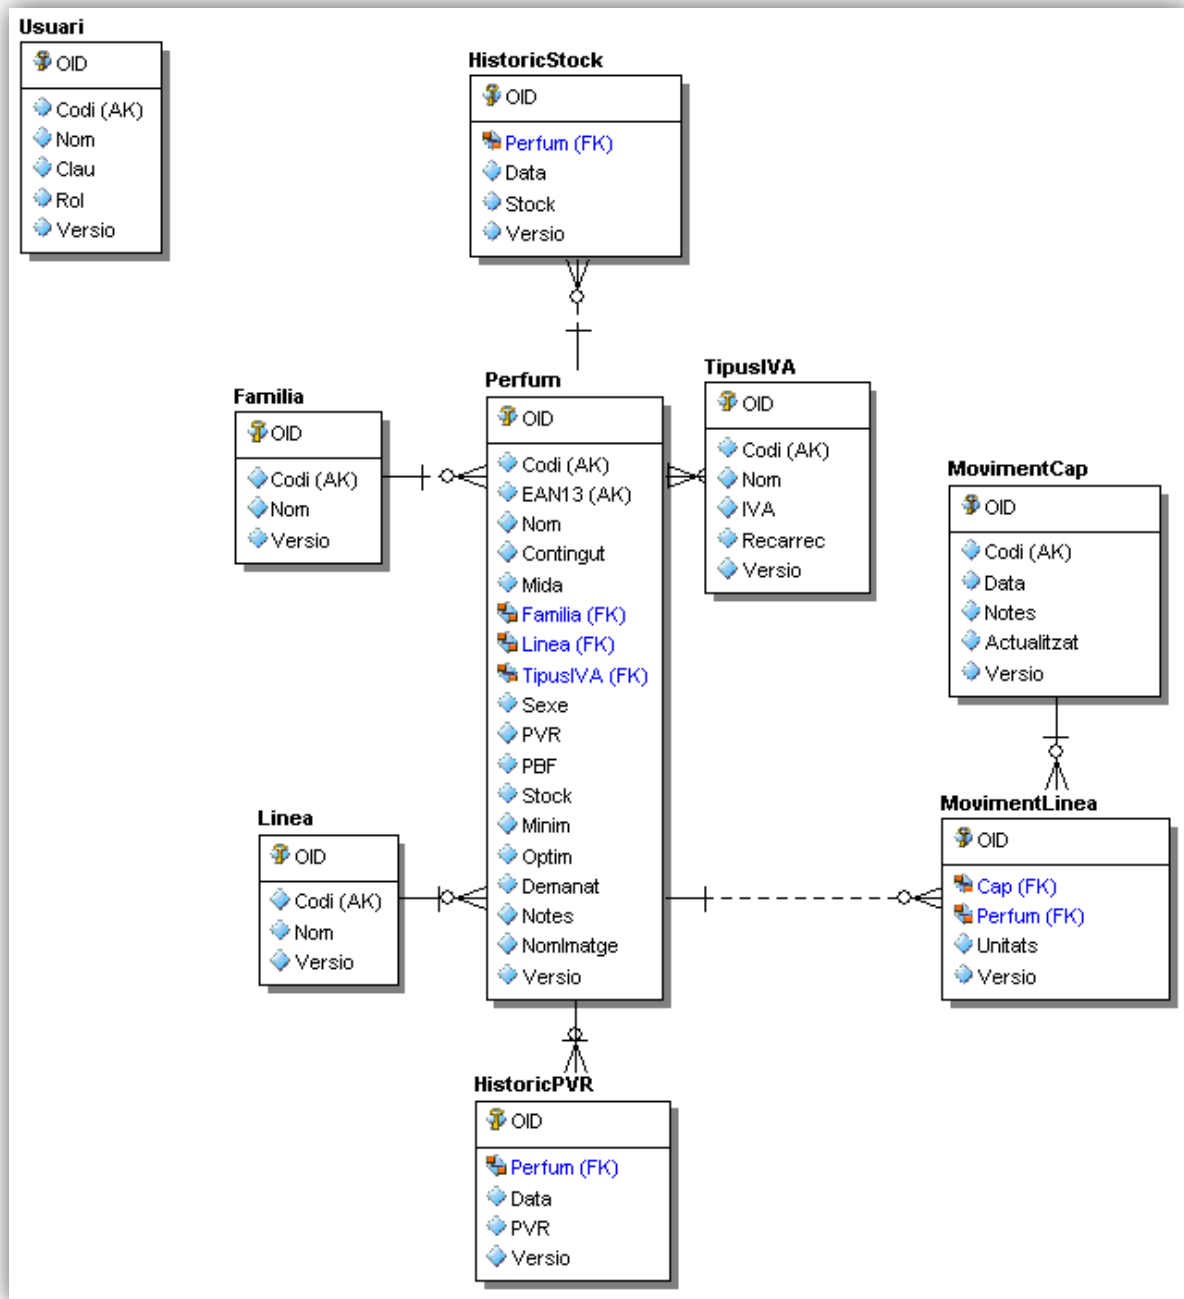 Usuari
OID
Codi (AK)
Nom
Clau
Rol
Versio
HistoricStock
OID
Perfum (FK)
Data
Stock
Versio
Familia
OID
Codi (AK)
Nom
Versio
Perfum
OID
Codi (AK)
EAN13 (AK)
Nom
Contingut
Mida
Familia (FK)
Linea (FK)
TipusIVA (FK)
Sexe
PVR
PBF
Stock
Minim
Optim
Demanat
Notes
NomImatge
Versio
TipusIVA
OID
Codi (AK)
Nom
IVA
Recarrec
Versio
MovimentCap
OID
Codi (AK)
Data
Notes
Actualitzat
Versio
Linea
OID
Codi (AK)
Nom
Versio
MovimentLinea
OID
Cap (FK)
Perfum (FK)
Unitats
Versio
HistoricPVR
OID
Perfum (FK)
Data
PVR
Versio